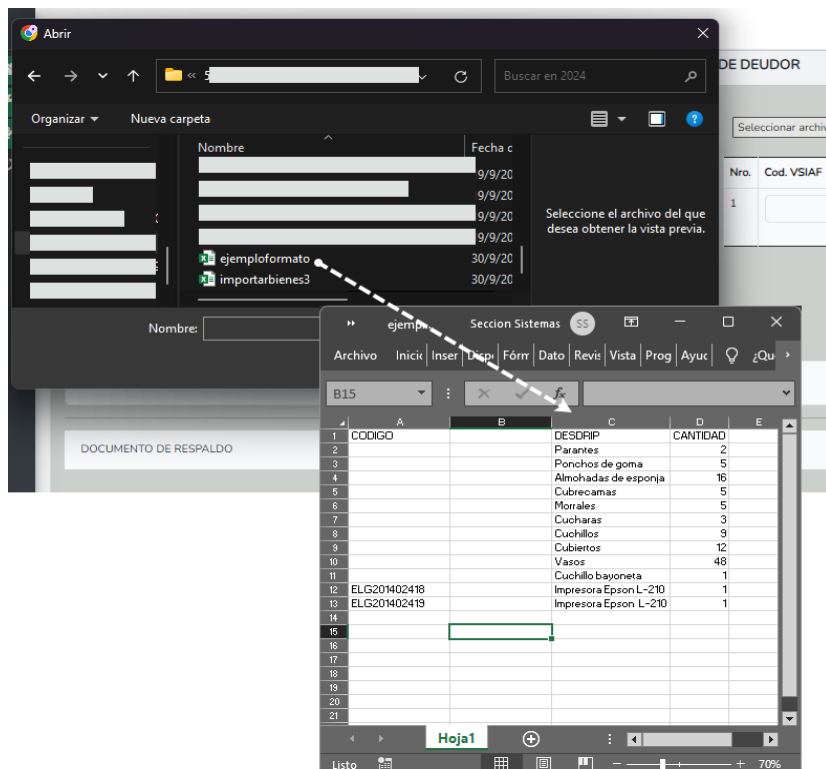 Abrir
« 5
Buscar en 2024
Organizar
Nueva carpeta
Nombre
Fecha c
9/9/20
9/9/20
9/9/20
9/9/20
ejemploformato
30/9/20
importarbienes3
30/9/20
Seleccione el archivo del que
desea obtener la vista previa.
Nombre:
DE DEUDOR
Seleccionar archiv
Nro.
Cod. VSIAF
1
DOCUMENTO DE RESPALDO
ejempl
Seccion Sistemas
SS
Archivo
Inicic
Inser
Dispo
Fórm
Dato
Revis
Vista
Prog
Ayuc
¿Qu
B15
fx
A
B
C
D
E
1 CODIGO DESDRIP CANTIDAD
2 Parantes 2
3 Ponchos de goma 5
4 Almohadas de esponja 16
5 Cubrecamas 5
6 Morrales 5
7 Cucharas 3
8 Cuchillos 9
9 Cubiertos 12
10 Vasos 48
11 Cuchillo bayoneta 1
12 ELG201402418 Impresora Epson L-210 1
13 ELG201402419 Impresora Epson L-210 1
14
15
16
17
18
19
20
21
Hoja1
Listo
70%